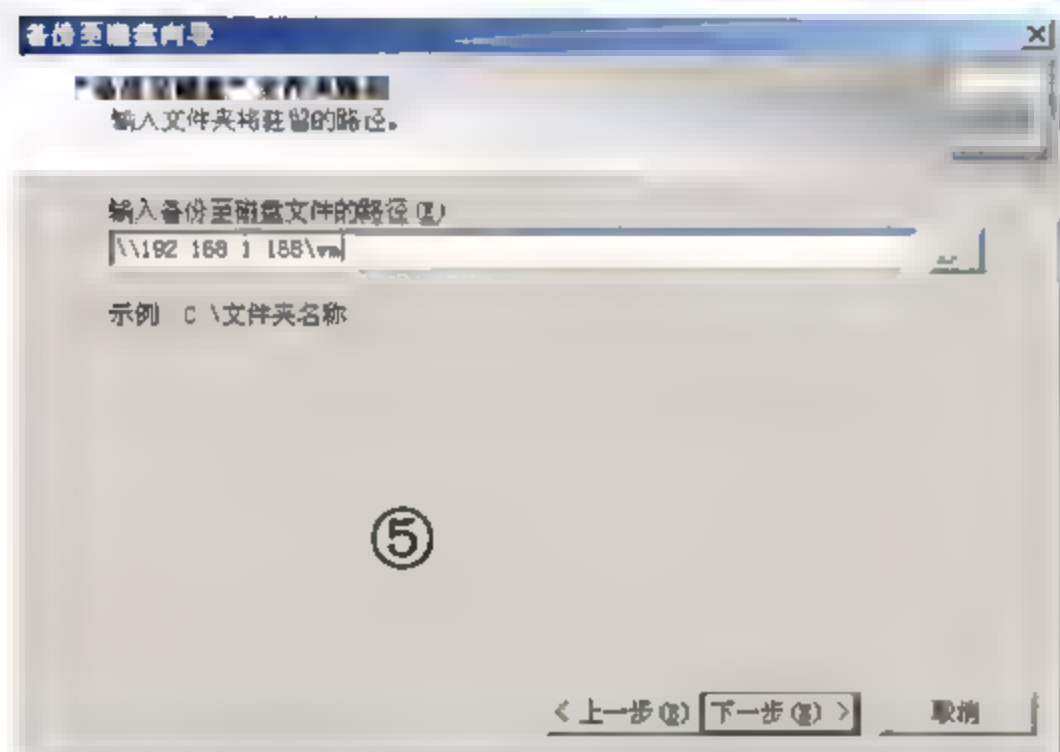 备份至磁盘向导
输入文件夹将驻留的路径。
输入备份至磁盘文件的路径(E)
\\192 168 1 188\vm
示例 C \文件夹名称
⑤
< 上一步(B) 下一步(N) > 取消